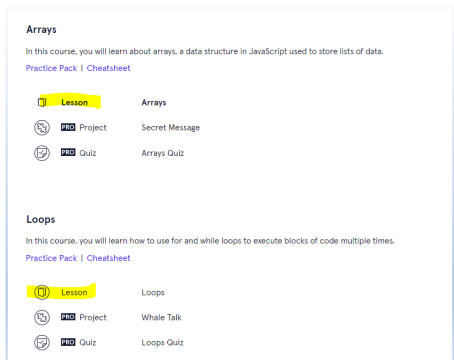 Arrays
In this course, you will learn about arrays, a data structure in JavaScript used to store lists of data.
Practice Pack | Cheatsheet
Lesson Arrays
PRO Project Secret Message
PRO Quiz Arrays Quiz
Loops
In this course, you will learn how to use for and while loops to execute blocks of code multiple times.
Practice Pack | Cheatsheet
Lesson Loops
PRO Project Whale Talk
PRO Quiz Loops Quiz